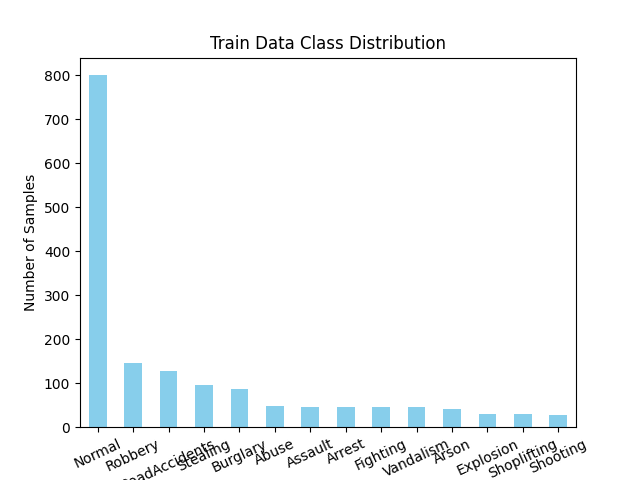 Train Data Class Distribution
Number of Samples
800
700
600
500
400
300
200
100
0
Normal
Robbery
oadAccidents
Stealing
Burglary
Abuse
Assault
Arrest
Fighting
Vandalism
Arson
Explosion
Shoplifting
Shooting